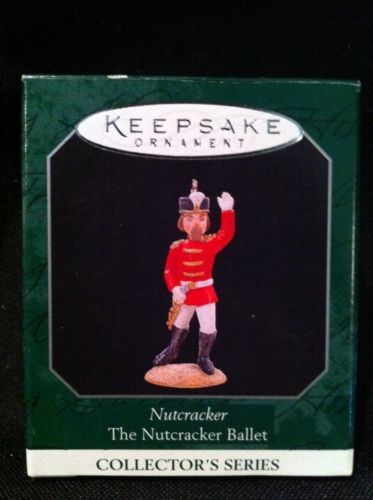 KEEPSAKE
ORNAMENT
Nutcracker
The Nutcracker Ballet
COLLECTOR'S SERIES